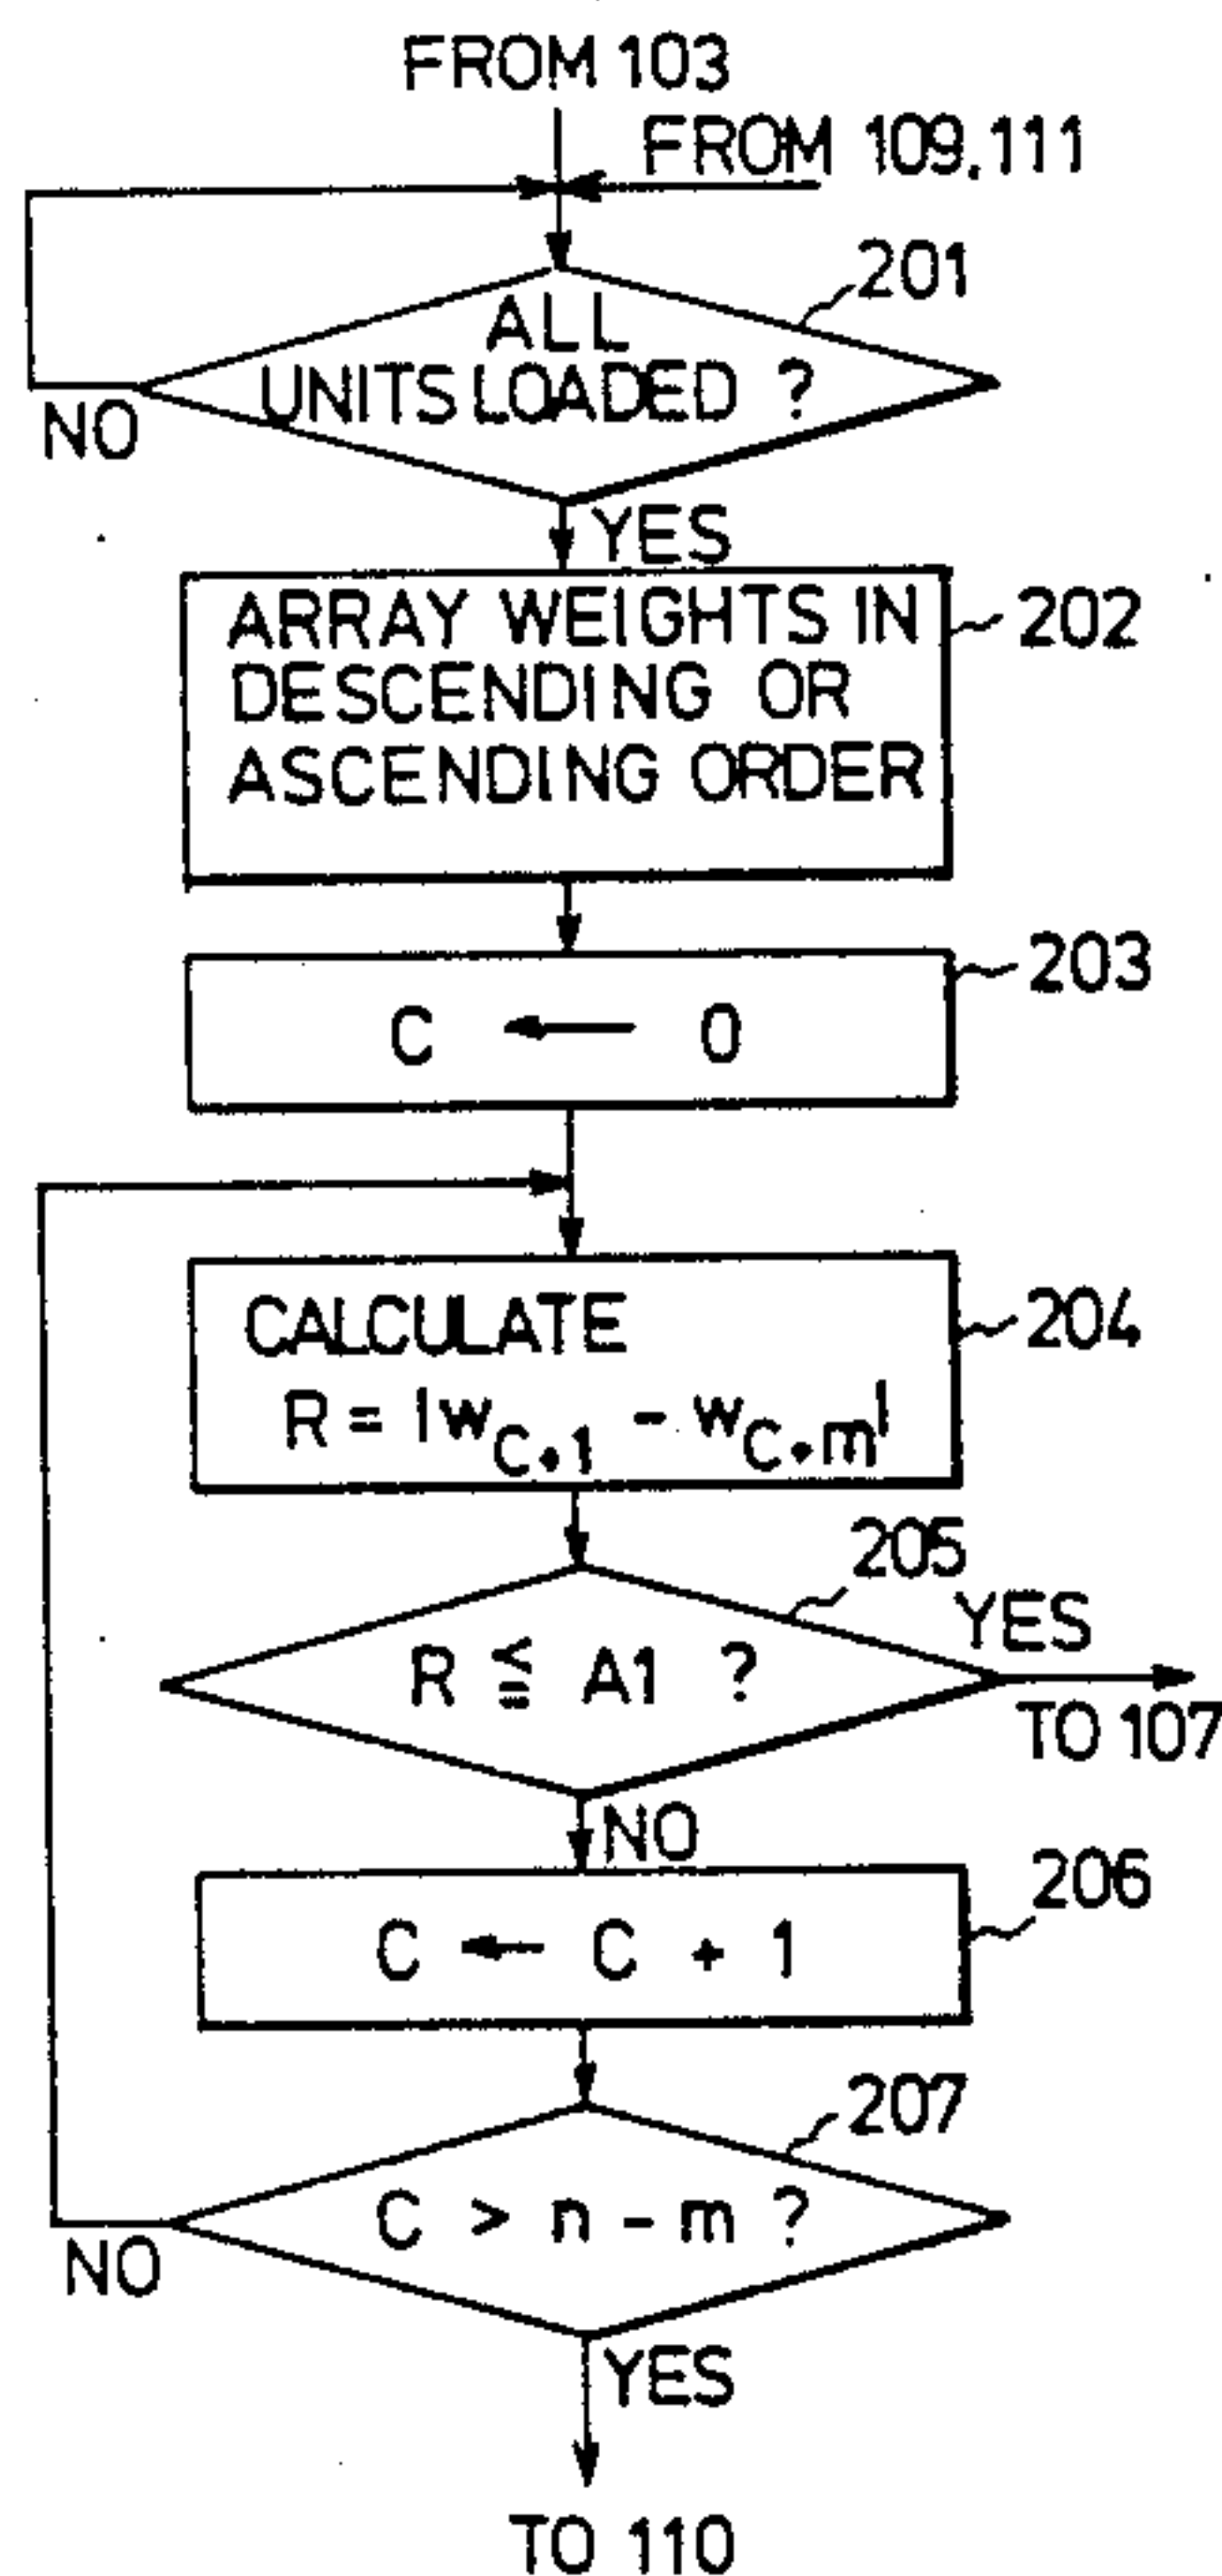 FROM 103
FROM 109,111
201
ALL
UNITS LOADED ?
NO
YES
202
ARRAY WEIGHTS IN
DESCENDING OR
ASCENDING ORDER
203
C ← 0
204
CALCULATE
R = |w_{C+1} - w_{C+m}|
205
YES
R ≦ A1 ?
TO 107
NO
206
C ← C + 1
207
C > n - m ?
NO
YES
TO 110